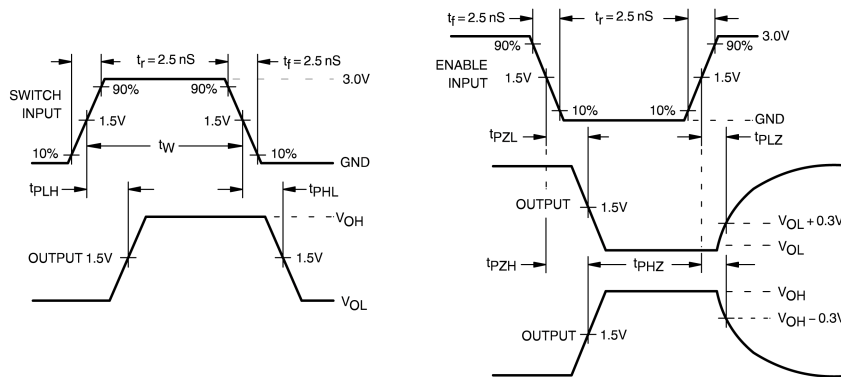 tr = 2.5 nS
tf = 2.5 nS
3.0V
90%
90%
SWITCH
INPUT
1.5V
1.5V
tW
10%
10%
GND
tPLH
tPHL
VOH
OUTPUT 1.5V
1.5V
VOL
tf = 2.5 nS
tr = 2.5 nS
3.0V
90%
90%
ENABLE
INPUT
1.5V
1.5V
10%
10%
GND
tPZL
tPLZ
OUTPUT
1.5V
VOL + 0.3V
VOL
tPZH
tPHZ
VOH
VOH – 0.3V
OUTPUT
1.5V